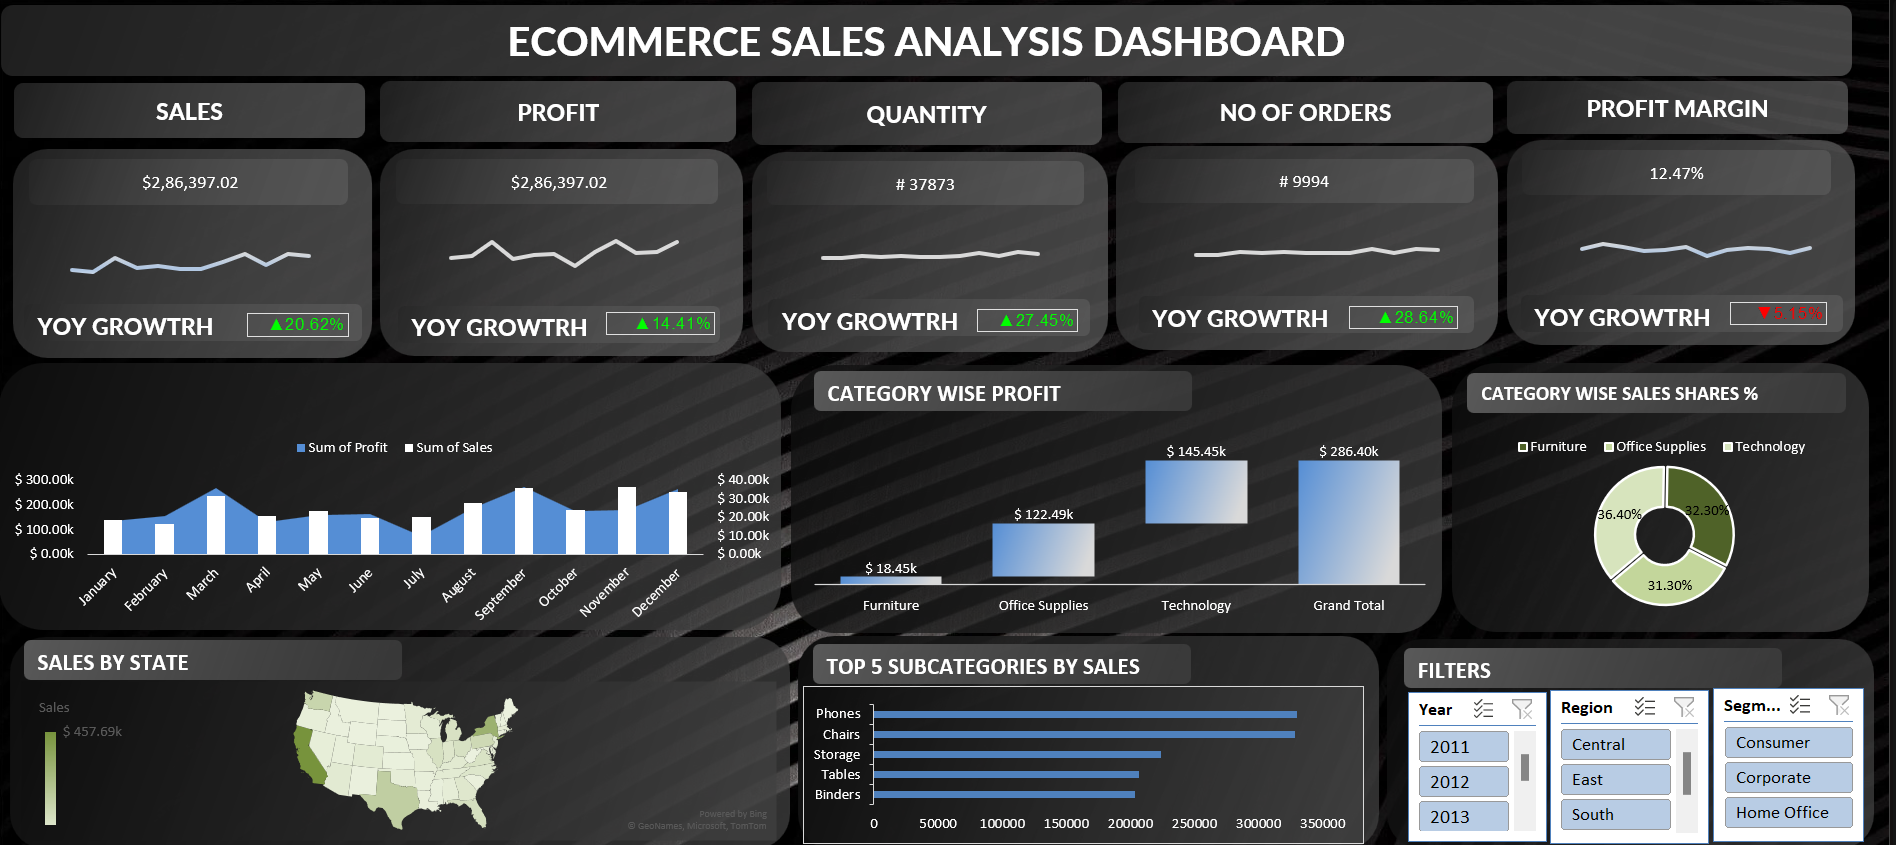 ECOMMERCE SALES ANALYSIS DASHBOARD
SALES
PROFIT
QUANTITY
NO OF ORDERS
PROFIT MARGIN
$2,86,397.02
$2,86,397.02
# 37873
# 9994
12.47%
YOY GROWTRH ▲20.62%
YOY GROWTRH ▲14.41%
YOY GROWTRH ▲27.45%
YOY GROWTRH ▲28.64%
YOY GROWTRH ▼5.15%
Sum of Profit Sum of Sales
$ 300.00k
$ 200.00k
$ 100.00k
$ 0.00k
$ 40.00k
$ 30.00k
$ 20.00k
$ 10.00k
$ 0.00k
January
February
March
April
May
June
July
August
September
October
November
December
CATEGORY WISE PROFIT
$ 18.45k
$ 122.49k
$ 145.45k
$ 286.40k
Furniture
Office Supplies
Technology
Grand Total
CATEGORY WISE SALES SHARES %
Furniture Office Supplies Technology
36.40%
32.30%
31.30%
SALES BY STATE
Sales
$ 457.69k
Powered by Bing
© GeoNames, Microsoft, TomTom
TOP 5 SUBCATEGORIES BY SALES
Phones
Chairs
Storage
Tables
Binders
0 50000 100000 150000 200000 250000 300000 350000
FILTERS
Year
2011
2012
2013
Region
Central
East
South
Segm...
Consumer
Corporate
Home Office